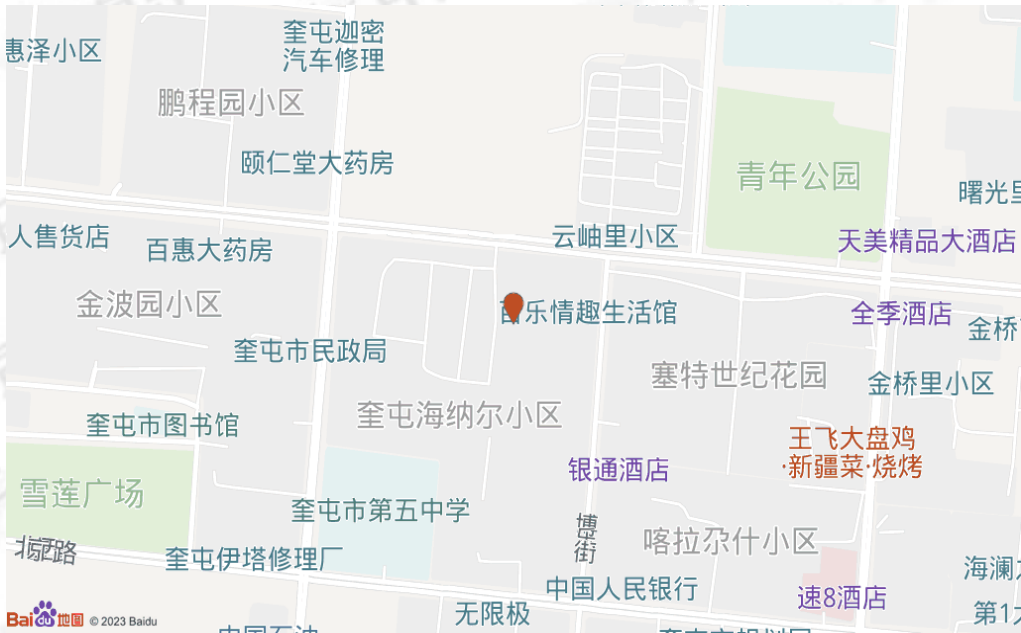 惠泽小区
奎屯迦密
汽车修理
鹏程园小区
颐仁堂大药房
青年公园
曙光里
人售货店
百惠大药房
云岫里小区
天美精品大酒店
金波园小区
乐情趣生活馆
全季酒店
金桥
奎屯市民政局
塞特世纪花园
金桥里小区
奎屯海纳尔小区
奎屯市图书馆
王飞大盘鸡
·新疆菜·烧烤
银通酒店
雪莲广场
奎屯市第五中学
博
街
喀拉尕什小区
路
奎屯伊塔修理厂
海澜
中国人民银行
速8酒店
无限极
第1
Baidu地图 © 2023 Baidu